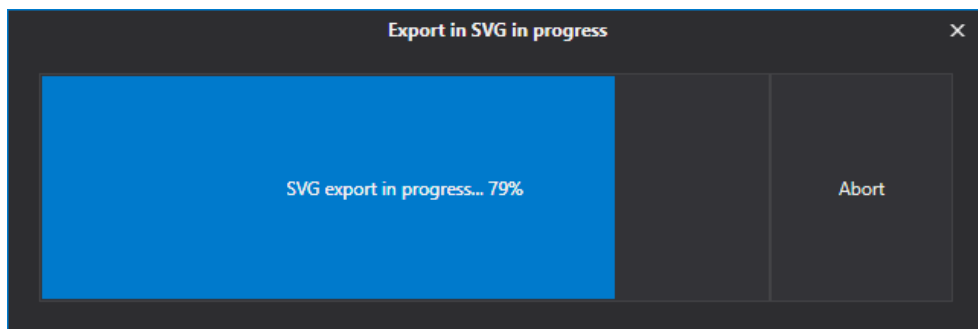 Export in SVG in progress
SVG export in progress... 79%
Abort